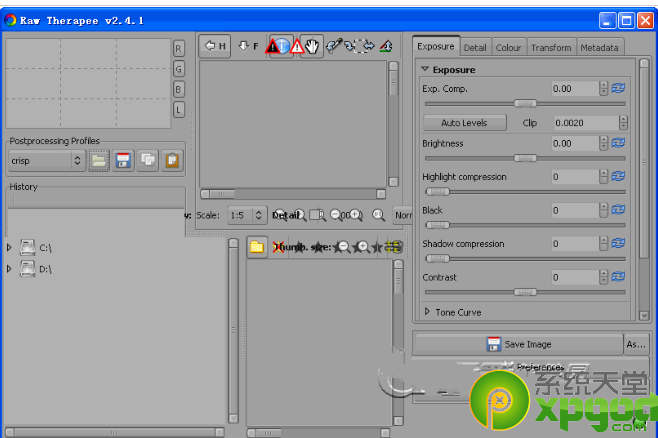 Raw Therapee v2.4.1
R
G
B
L
H F
Exposure Detail Colour Transform Metadata
Exposure
Exp. Comp. 0.00
Auto Levels Clip 0.0020
Brightness 0.00
Highlight compression 0
Black 0
Shadow compression 0
Contrast 0
Tone Curve
Postprocessing Profiles
crisp
History
Scale: 1:5 Detail
C:\
D:\
Thumb. size:
Save Image As...
Preferences
系统天堂
xpgod
.com